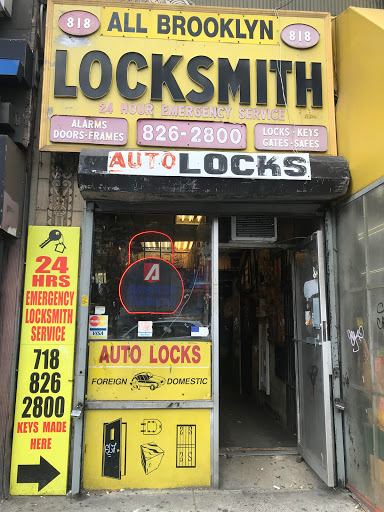 818
ALL BROOKLYN
818
LOCKSMITH
24 HOUR EMERGENCY SERVICE
ALARMS
DOORS-FRAMES
826-2800
LOCKS - KEYS
GATES-SAFES
AUTO LOCKS
24
HRS
EMERGENCY
LOCKSMITH
SERVICE
718
826
2800
KEYS MADE
HERE
A
VISA
AUTO LOCKS
FOREIGN
DOMESTIC